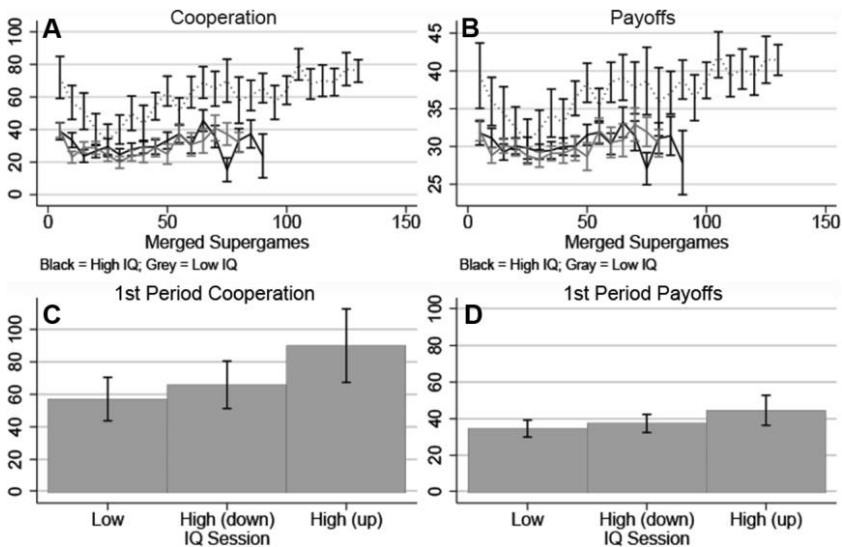 A Cooperation
100
80
60
40
20
0
0 50 100 150
Merged Supergames
Black = High IQ; Grey = Low IQ
B Payoffs
45
40
35
30
25
0 50 100 150
Merged Supergames
Black = High IQ; Gray = Low IQ
C 1st Period Cooperation
100
80
60
40
20
0
Low High (down) High (up)
IQ Session
D 1st Period Payoffs
100
80
60
40
20
0
Low High (down) High (up)
IQ Session